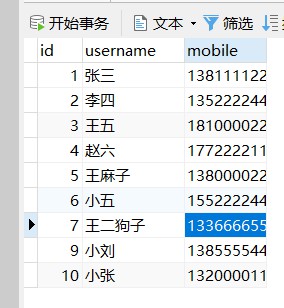 开始事务 文本 筛选
id username mobile
1 张三 138111122
2 李四 135222244
3 王五 181000022
4 赵六 177222211
5 王麻子 138000022
6 小五 155222244
7 王二狗子 133666655
9 小刘 138555544
10 小张 132000011